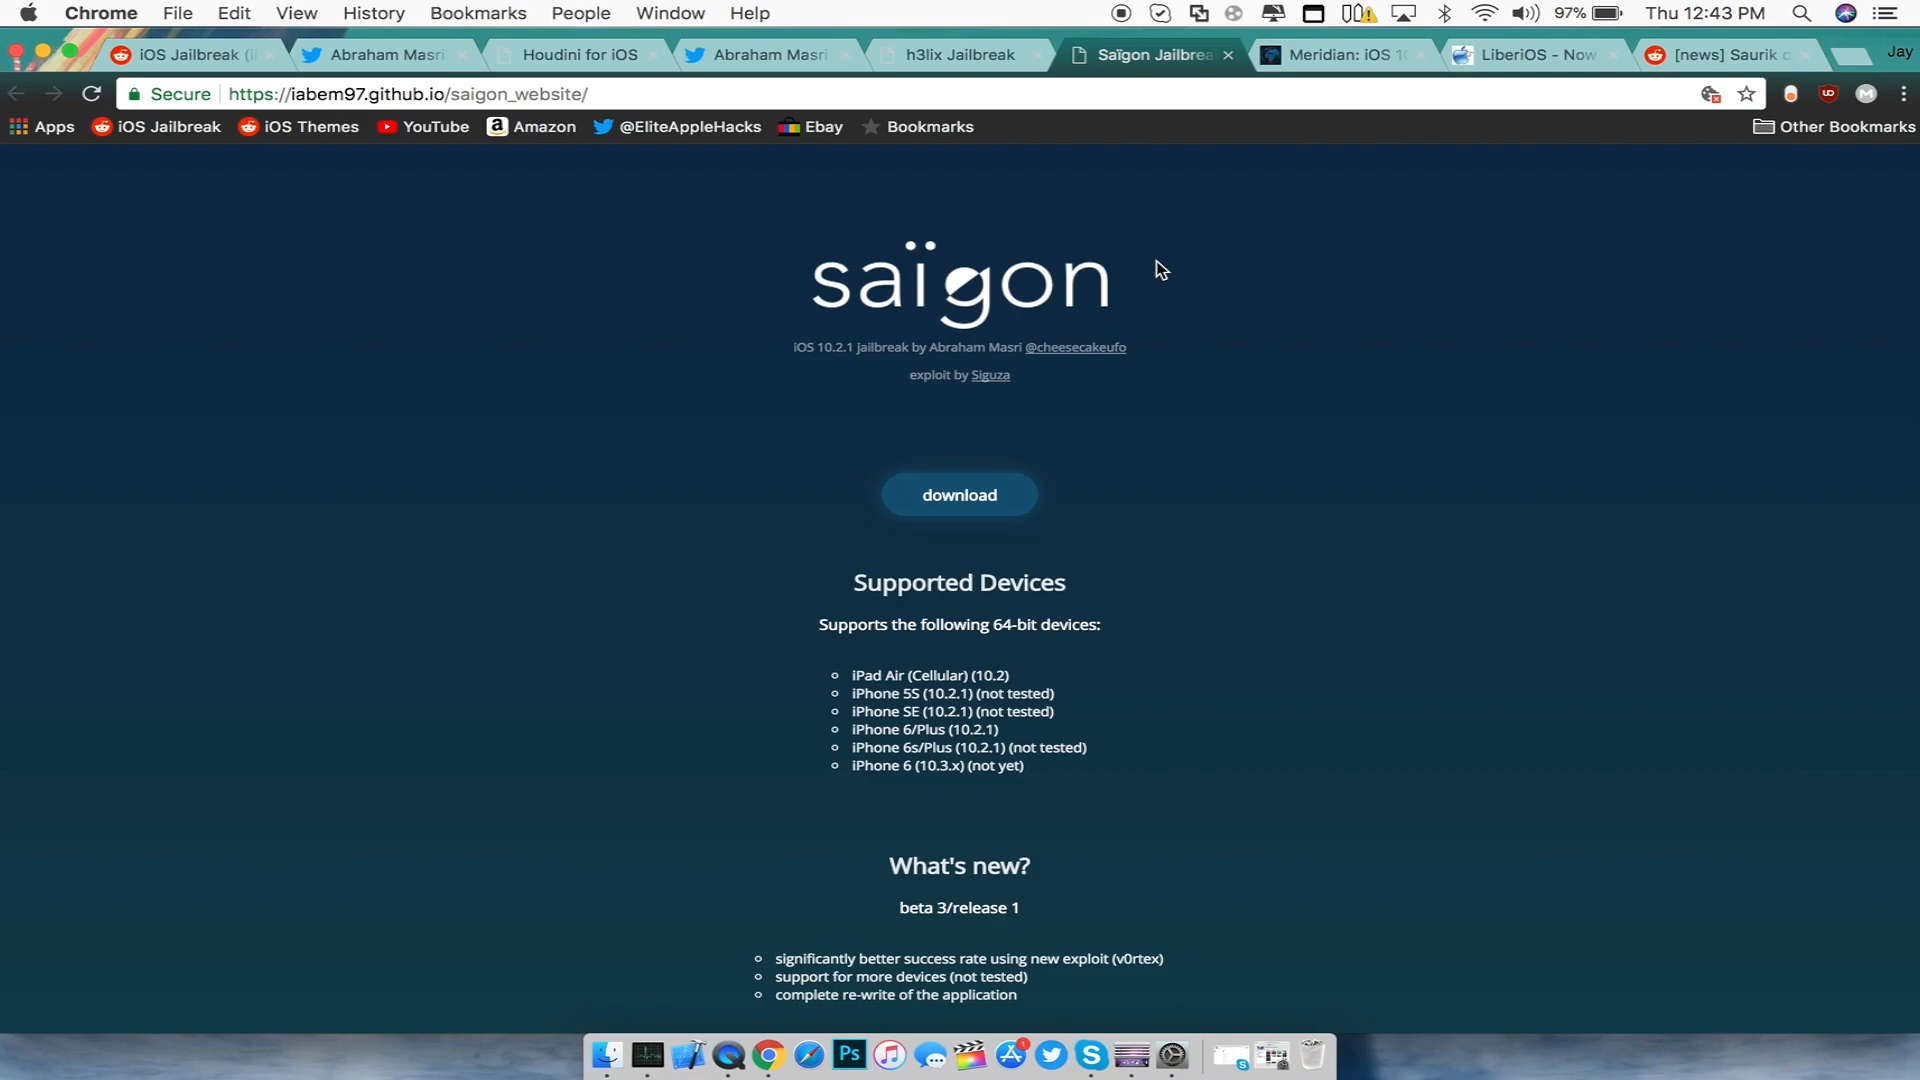 Chrome File Edit View History Bookmarks People Window Help 97% Thu 12:43 PM
iOS Jailbreak (i Abraham Masri Houdini for iOS Abraham Masri h3lix Jailbreak Saïgon Jailbrea Meridian: iOS 10 LiberiOS - Now [news] Saurik c Jay
Secure https://iabem97.github.io/saigon_website/
Apps iOS Jailbreak iOS Themes YouTube Amazon @EliteAppleHacks Ebay Bookmarks Other Bookmarks
saïgon
iOS 10.2.1 jailbreak by Abraham Masri @cheesecakeufo
exploit by Siguza
download
Supported Devices
Supports the following 64-bit devices:
iPad Air (Cellular) (10.2)
iPhone 5S (10.2.1) (not tested)
iPhone SE (10.2.1) (not tested)
iPhone 6/Plus (10.2.1)
iPhone 6s/Plus (10.2.1) (not tested)
iPhone 6 (10.3.x) (not yet)
What's new?
beta 3/release 1
significantly better success rate using new exploit (v0rtex)
support for more devices (not tested)
complete re-write of the application
Ps